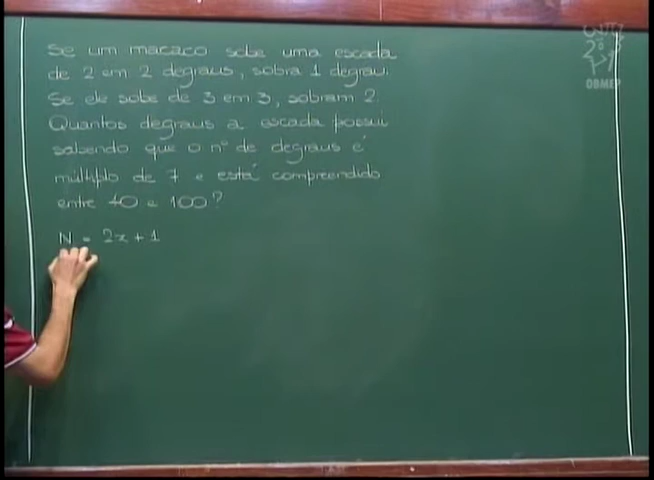 Se um macaco sobe uma escada
de 2 em 2 degraus, sobra 1 degrau.
Se ele sobe de 3 em 3, sobram 2.
Quantos degraus a escada possui
sabendo que o nº de degraus é
múltiplo de 7 e está compreendido
entre 40 e 100?
N = 2x + 1
OBMEP